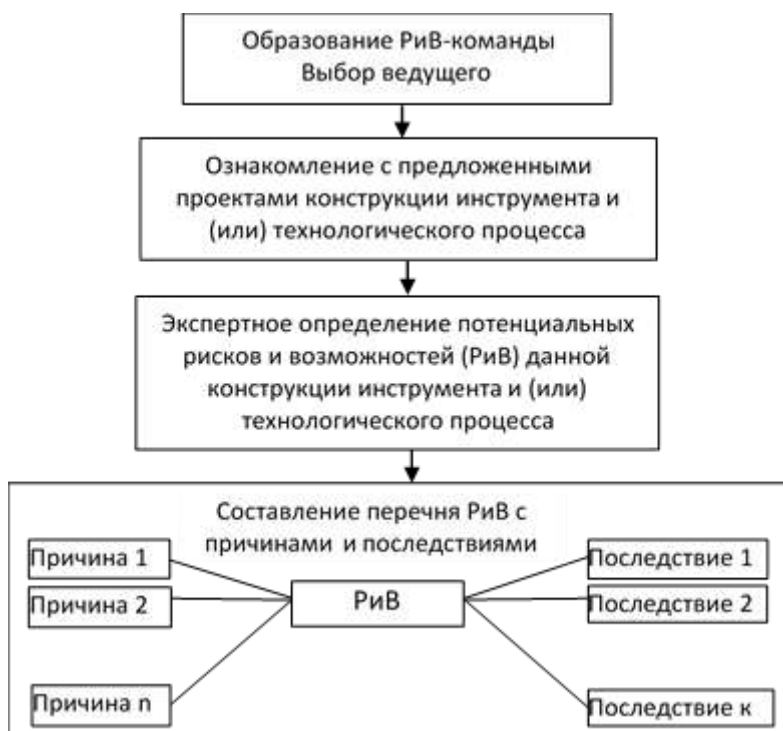 Образование РиВ-команды
Выбор ведущего
Ознакомление с предложенными
проектами конструкции инструмента и
(или) технологического процесса
Экспертное определение потенциальных
рисков и возможностей (РиВ) данной
конструкции инструмента и (или)
технологического процесса
Составление перечня РиВ с
причинами и последствиями
Причина 1
Причина 2
Причина n
РиВ
Последствие 1
Последствие 2
Последствие к